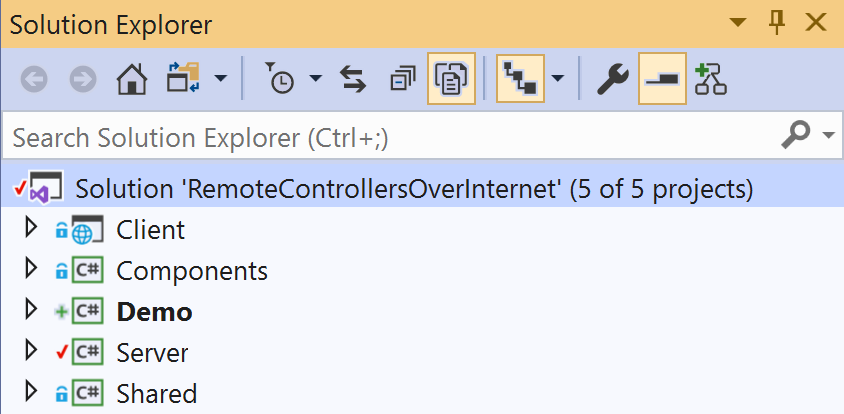 Solution Explorer
Search Solution Explorer (Ctrl+;)
Solution 'RemoteControllersOverInternet' (5 of 5 projects)
Client
C# Components
C# Demo
C# Server
C# Shared